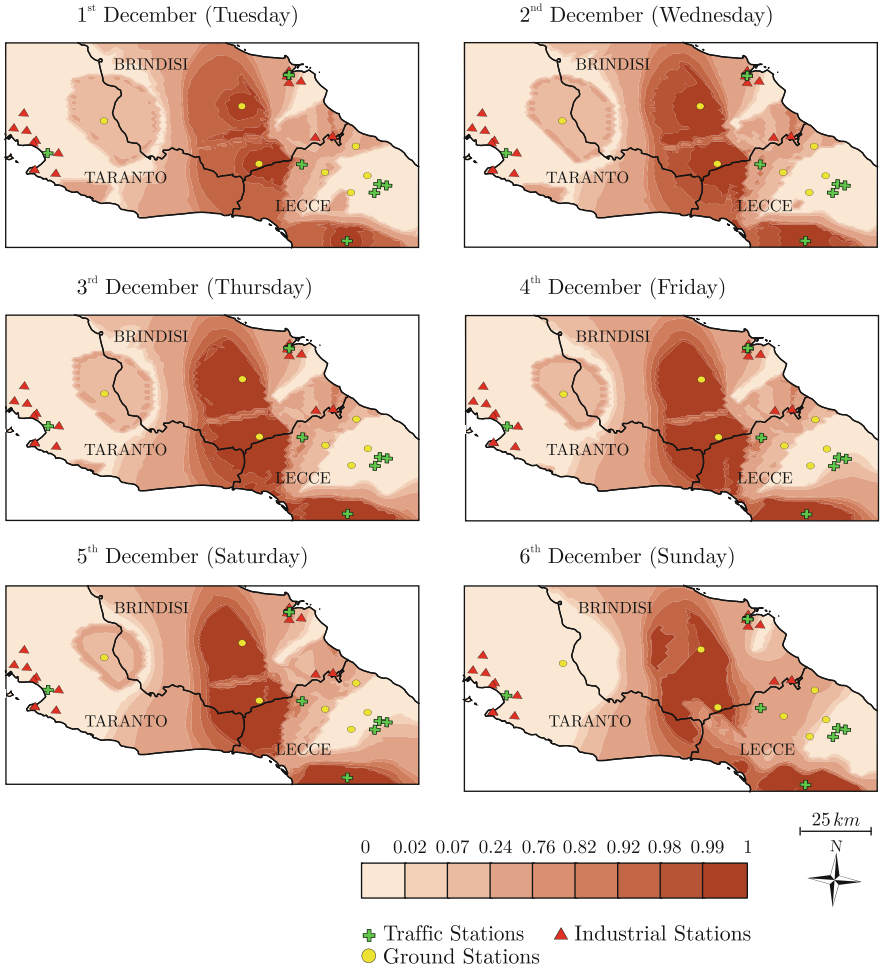 1st December (Tuesday)
2nd December (Wednesday)
BRINDISI
TARANTO
LECCE
BRINDISI
TARANTO
LECCE
3rd December (Thursday)
4th December (Friday)
BRINDISI
TARANTO
LECCE
BRINDISI
TARANTO
LECCE
5th December (Saturday)
6th December (Sunday)
BRINDISI
TARANTO
LECCE
BRINDISI
TARANTO
LECCE
25 km
N
0 0.02 0.07 0.24 0.76 0.82 0.92 0.98 0.99 1
Traffic Stations
Industrial Stations
Ground Stations